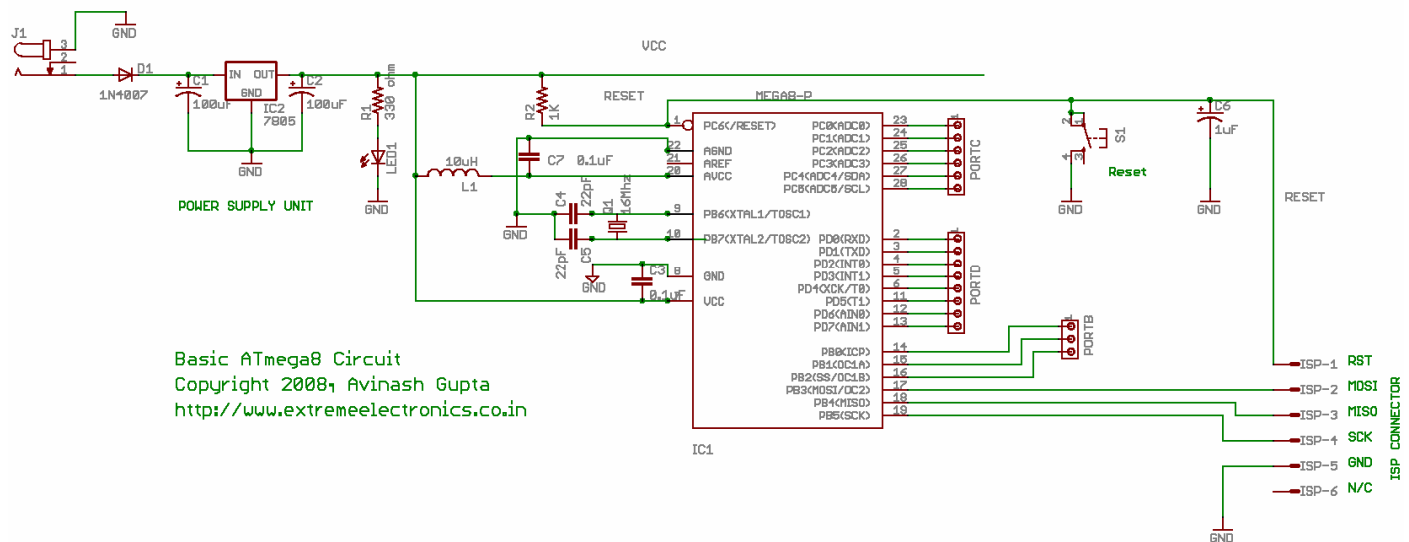 J1
3
2
1
GND
D1
1N4007
C1
100uF
IN OUT
GND
IC2
7805
C2
100uF
GND
POWER SUPPLY UNIT
R1
330 ohm
LED1
GND
VCC
R2
1K
RESET
MEGA8-P
10uH
L1
C7 0.1uF
GND
C4
22pF
Q1
16Mhz
22pF
C5
GND
C3
0.1uF
1 PC6(/RESET)
22 AGND
21 AREF
20 AVCC
9 PB6(XTAL1/TOSC1)
10 PB7(XTAL2/TOSC2)
8 GND
7 VCC
PC0(ADC0) 23
PC1(ADC1) 24
PC2(ADC2) 25
PC3(ADC3) 26
PC4(ADC4/SDA) 27
PC5(ADC5/SCL) 28
PD0(RXD) 2
PD1(TXD) 3
PD2(INT0) 4
PD3(INT1) 5
PD4(XCK/T0) 6
PD5(T1) 11
PD6(AIN0) 12
PD7(AIN1) 13
PB0(ICP) 14
PB1(OC1A) 15
PB2(SS/OC1B) 16
PB3(MOSI/OC2) 17
PB4(MISO) 18
PB5(SCK) 19
IC1
1
PORTC
1
PORTD
1
PORTB
2
1
4
3
S1
Reset
GND
C6
1uF
GND
RESET
ISP-1 RST
ISP-2 MOSI
ISP-3 MISO
ISP-4 SCK
ISP-5 GND
ISP-6 N/C
ISP CONNECTOR
GND
Basic ATmega8 Circuit
Copyright 2008, Avinash Gupta
http://www.extremeelectronics.co.in